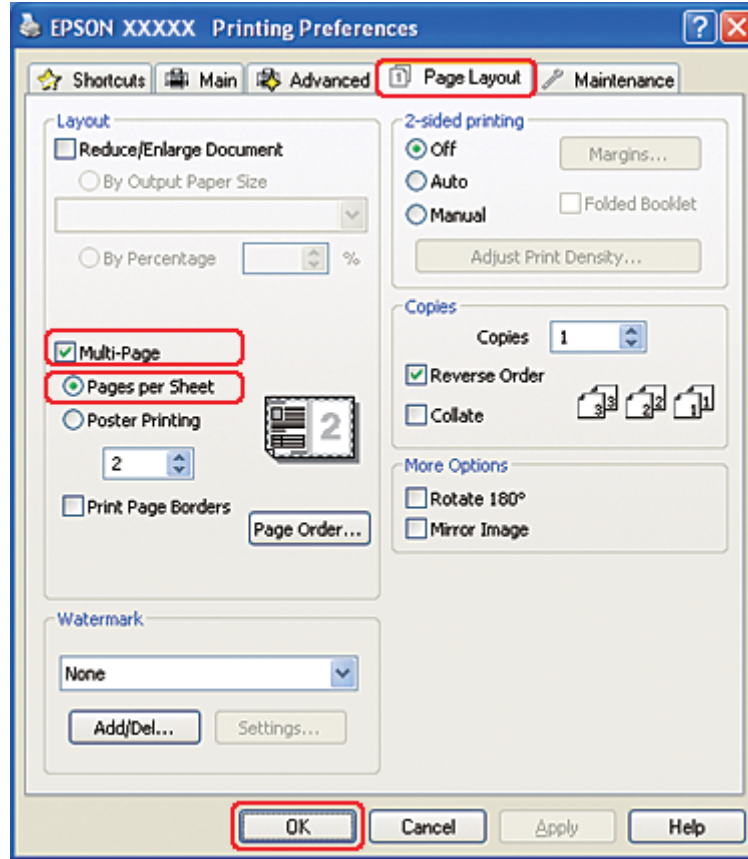 EPSON XXXXX Printing Preferences
Shortcuts Main Advanced Page Layout Maintenance
Layout
Reduce/Enlarge Document
By Output Paper Size
By Percentage %
Multi-Page
Pages per Sheet
Poster Printing
2
2
Print Page Borders
Page Order...
Watermark
None
Add/Del... Settings...
2-sided printing
Off
Margins...
Auto
Manual
Folded Booklet
Adjust Print Density...
Copies
Copies 1
Reverse Order
Collate
3 3 2 2 1 1
More Options
Rotate 180°
Mirror Image
OK Cancel Apply Help